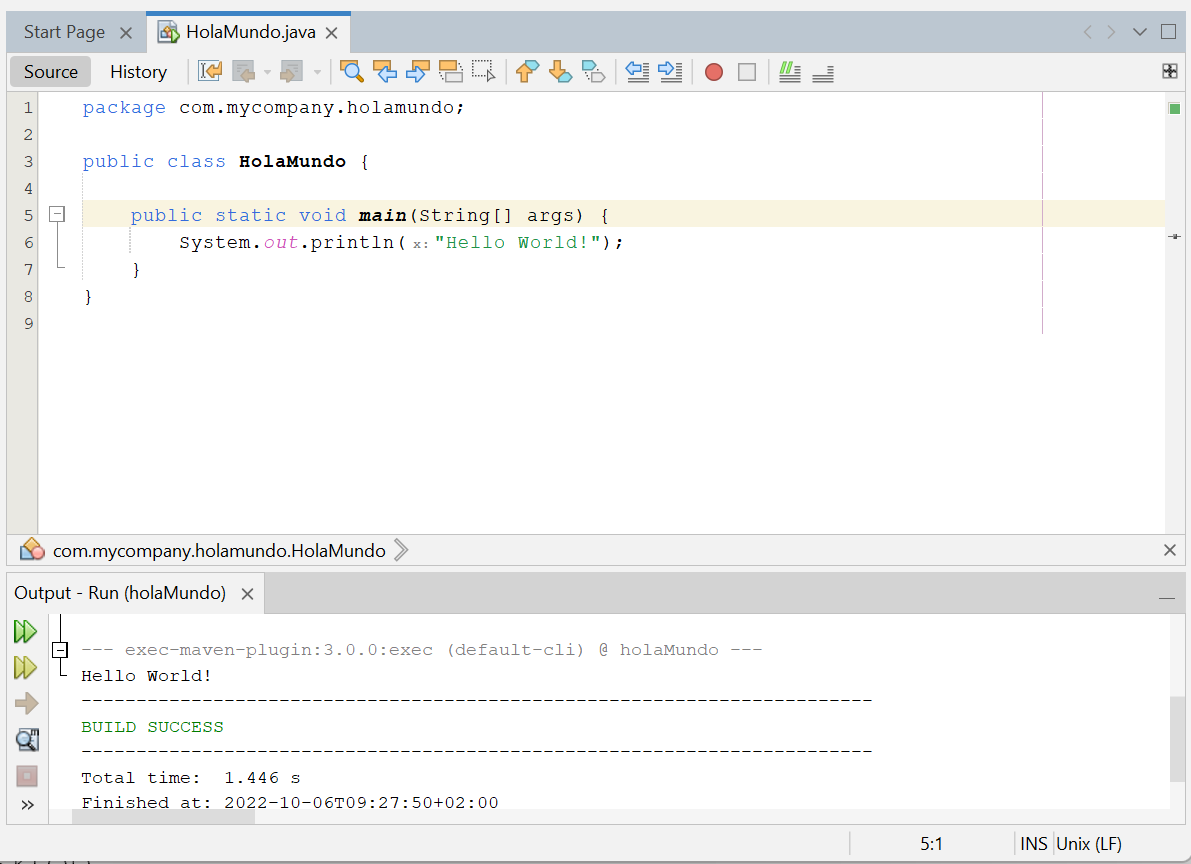 Start Page HolaMundo.java
Source History
1 package com.mycompany.holamundo;
2
3 public class HolaMundo {
4
5 public static void main(String[] args) {
6 System.out.println(x:"Hello World!");
7 }
8 }
9
com.mycompany.holamundo.HolaMundo
Output - Run (holaMundo)
--- exec-maven-plugin:3.0.0:exec (default-cli) @ holaMundo ---
Hello World!
------------------------------------------------------------------------
BUILD SUCCESS
------------------------------------------------------------------------
Total time: 1.446 s
Finished at: 2022-10-06T09:27:50+02:00
5:1 INS Unix (LF)